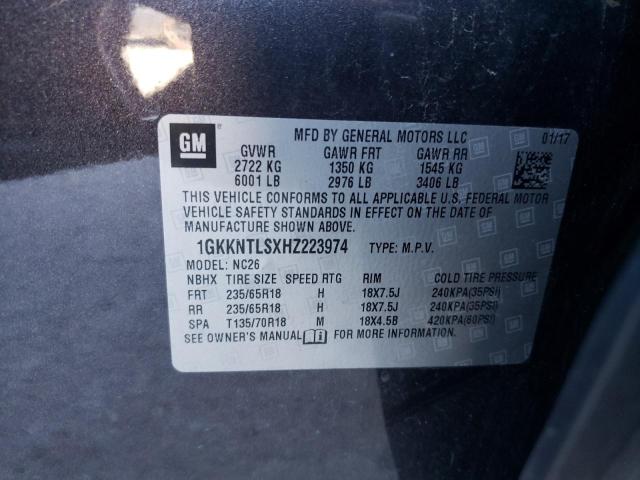 GM
MFD BY GENERAL MOTORS LLC 01/17
GVWR GAWR FRT GAWR RR
2722 KG 1350 KG 1545 KG
6001 LB 2976 LB 3406 LB
THIS VEHICLE CONFORMS TO ALL APPLICABLE U.S. FEDERAL MOTOR
VEHICLE SAFETY STANDARDS IN EFFECT ON THE DATE OF
MANUFACTURE SHOWN ABOVE.
1GKKNTLSXHZ223974 TYPE: M.P.V.
MODEL: NC26
NBHX TIRE SIZE SPEED RTG RIM COLD TIRE PRESSURE
FRT 235/65R18 H 18X7.5J 240KPA(35PSI)
RR 235/65R18 H 18X7.5J 240KPA(35PSI)
SPA T135/70R18 M 18X4.5B 420KPA(60PSI)
SEE OWNER'S MANUAL FOR MORE INFORMATION.